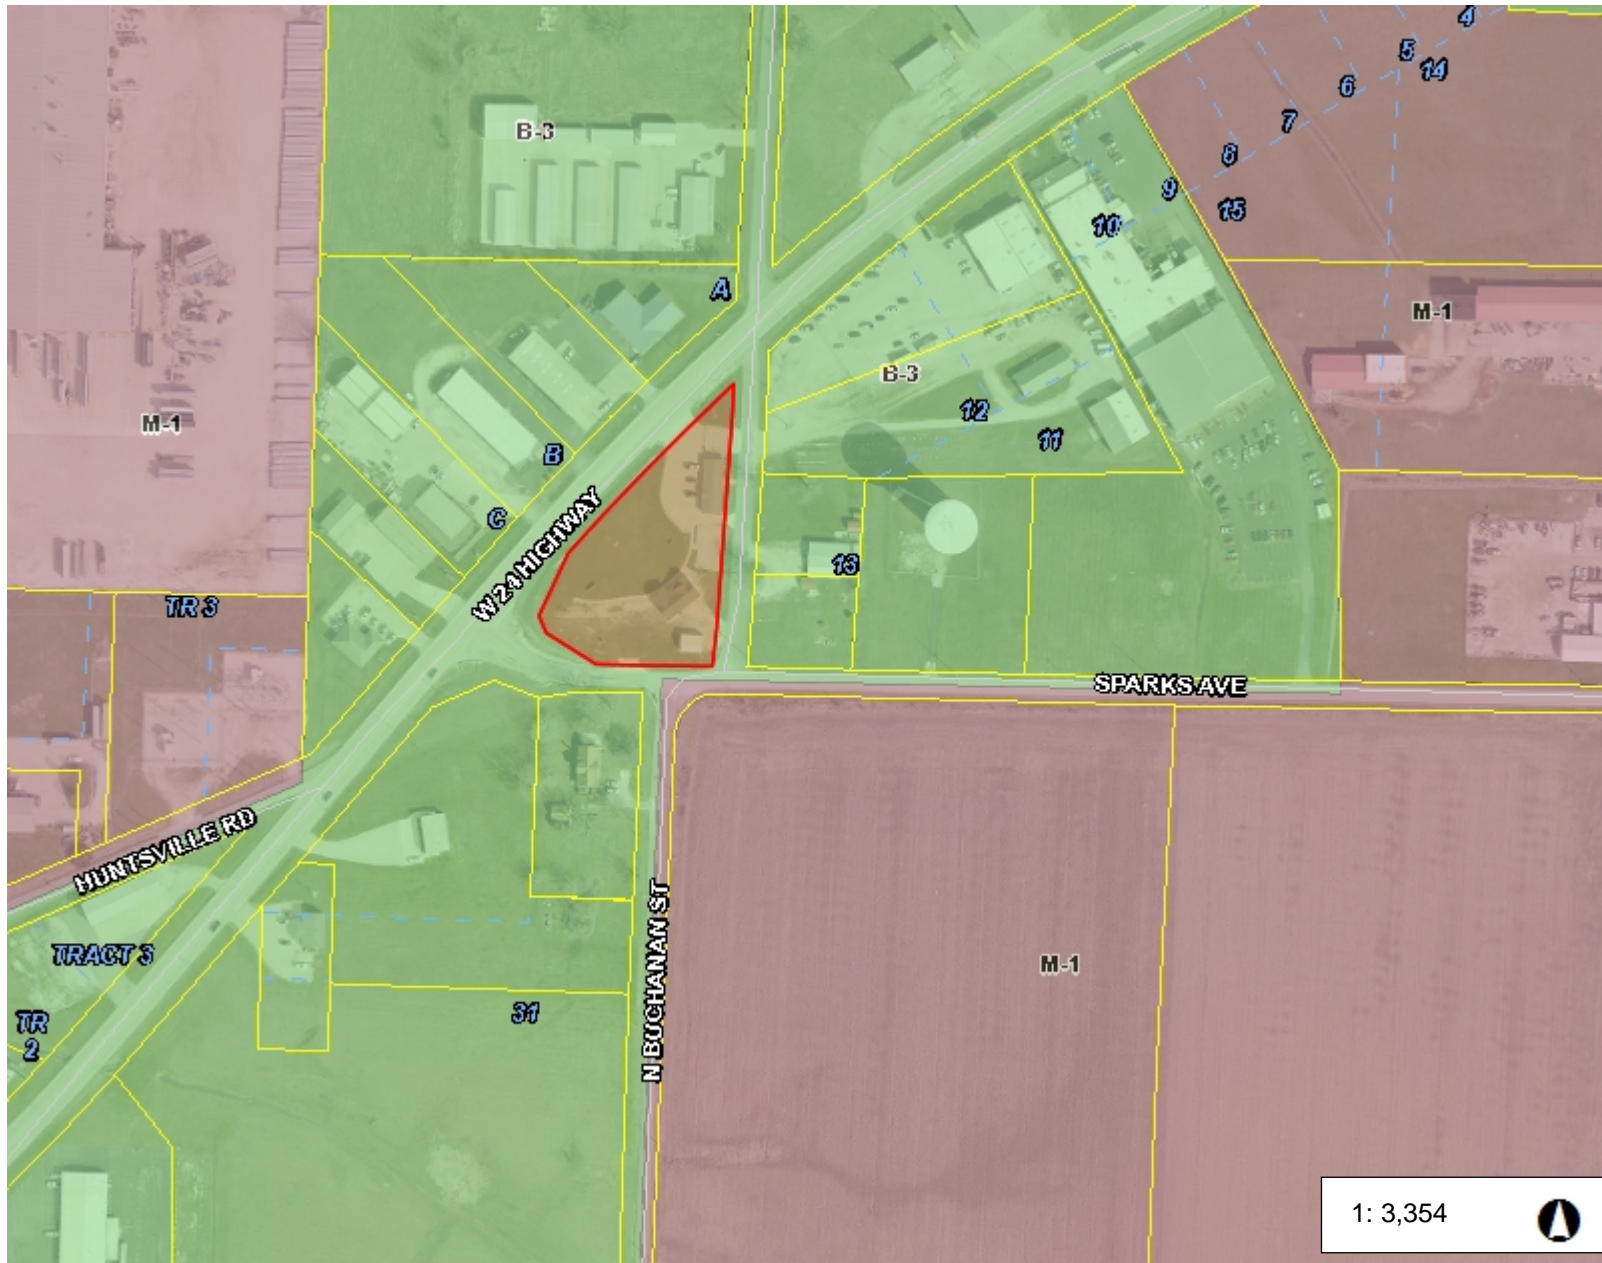 4
5
14
6
7
8
9
15
10
B-3
A
M-1
B-3
12
11
M-1
B
C
W 24 HIGHWAY
13
TR 3
SPARKS AVE
HUNTSVILLE RD
N BUCHANAN ST
TRACT 3
M-1
31
TR
2
1: 3,354